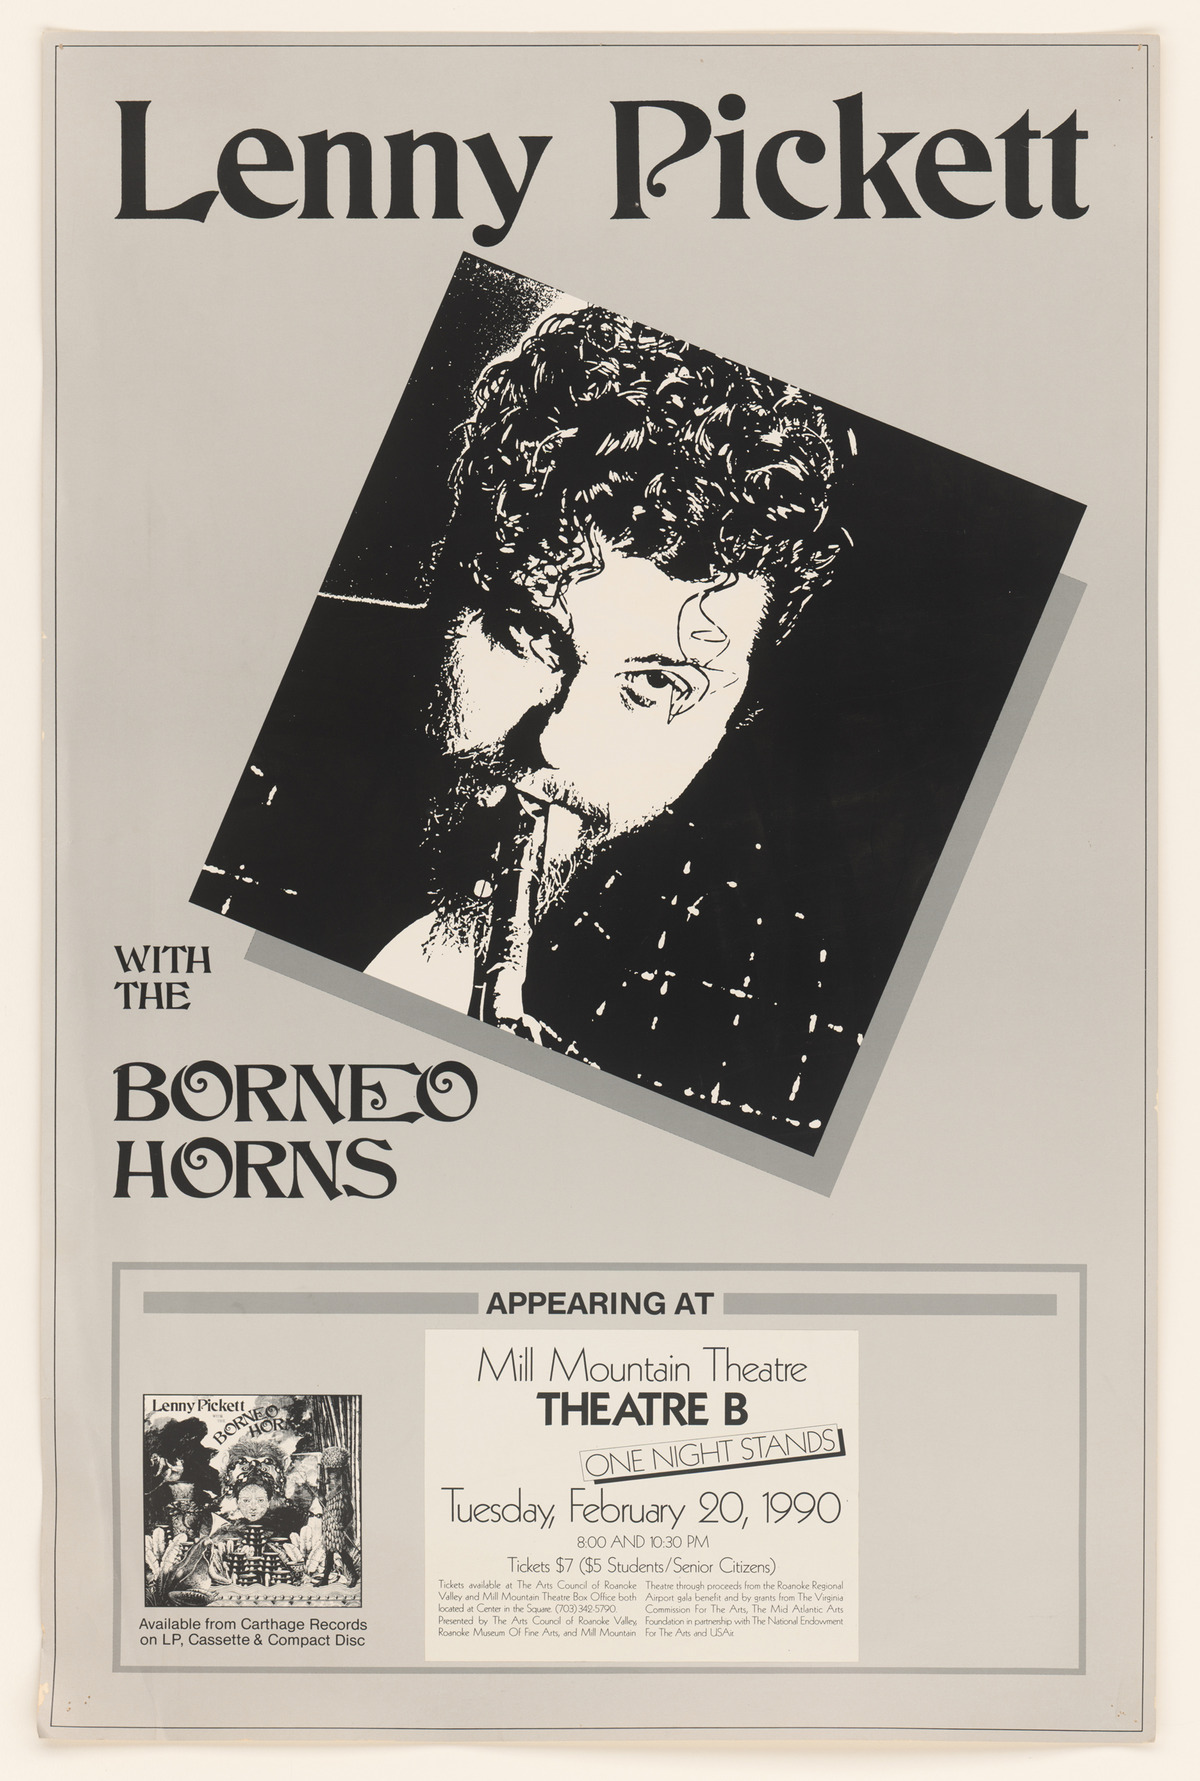 Lenny Pickett
WITH
THE
BORNEO
HORNS
APPEARING AT
Mill Mountain Theatre
THEATRE B
ONE NIGHT STANDS
Tuesday, February 20, 1990
8:00 AND 10:30 PM
Tickets $7 ($5 Students/Senior Citizens)
Tickets available at The Arts Council of Roanoke
Valley and Mill Mountain Theatre Box Office both
located at Center in the Square. (703) 342-5790.
Presented by The Arts Council of Roanoke Valley,
Roanoke Museum Of Fine Arts, and Mill Mountain
Theatre through proceeds from the Roanoke Regional
Airport gala benefit and by grants from The Virginia
Commission For The Arts, The Mid Atlantic Arts
Foundation in partnership with The National Endowment
For The Arts and USAir.
Lenny Pickett
WITH
THE
BORNEO
HORNS
Available from Carthage Records
on LP, Cassette & Compact Disc